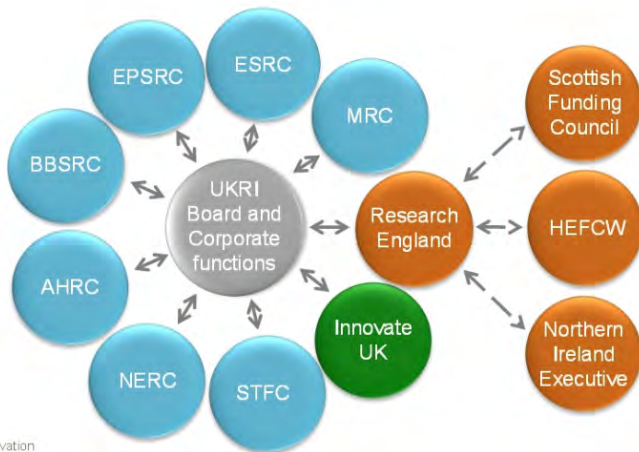 ESRC
EPSRC
MRC
BBSRC
UKRI
Board and
Corporate
functions
AHRC
NERC
STFC
Innovate
UK
Research
England
Scottish
Funding
Council
HEFCW
Northern
Ireland
Executive
vation